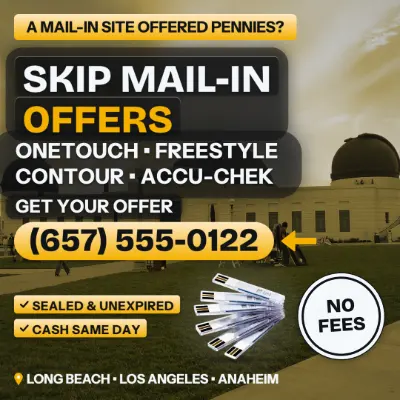 A MAIL-IN SITE OFFERED PENNIES?
SKIP MAIL-IN
OFFERS
ONETOUCH ▪ FREESTYLE
CONTOUR ▪ ACCU-CHEK
GET YOUR OFFER
(657) 555-0122
✓ SEALED & UNEXPIRED
✓ CASH SAME DAY
NO
FEES
LONG BEACH ▪ LOS ANGELES ▪ ANAHEIM